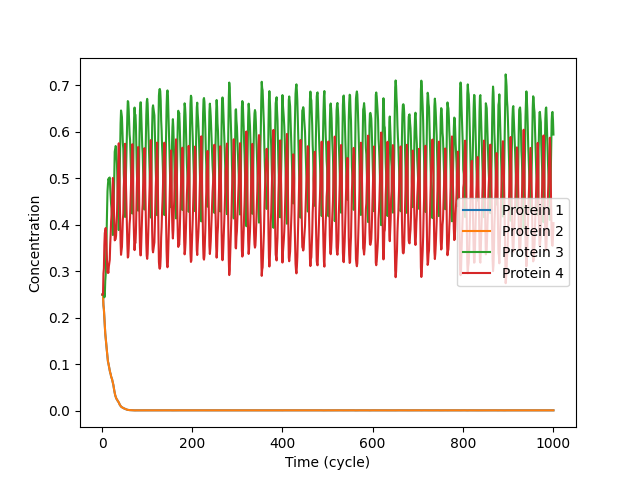 0.7
0.6
0.5
0.4
0.3
0.2
0.1
0.0
Concentration
Protein 1
Protein 2
Protein 3
Protein 4
0 200 400 600 800 1000
Time (cycle)